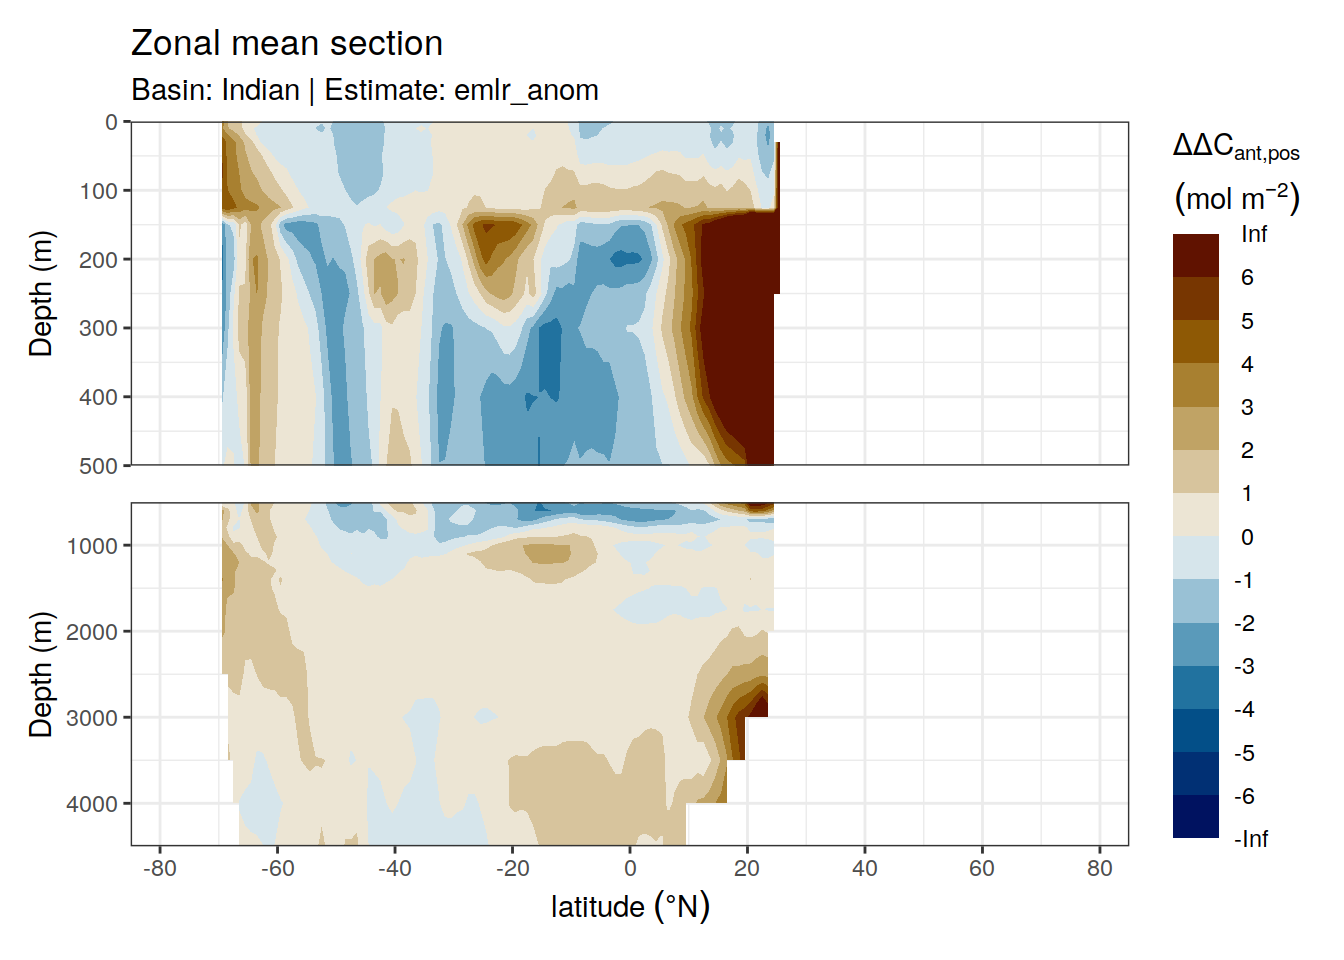 Zonal mean section
Basin: Indian | Estimate: emlr_anom
0
100
200
300
400
500
Depth (m)
1000
2000
3000
4000
Depth (m)
-80 -60 -40 -20 0 20 40 60 80
latitude (°N)
ΔΔCant,pos
(mol m−2)
Inf
6
5
4
3
2
1
0
-1
-2
-3
-4
-5
-6
-Inf